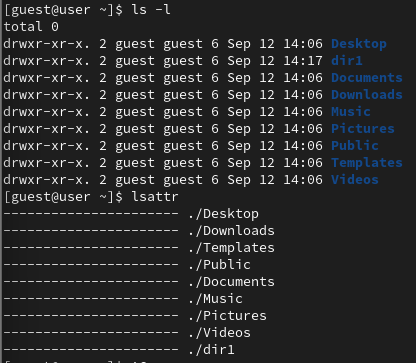 [guest@user ~]$ ls -l
total 0
drwxr-xr-x. 2 guest guest 6 Sep 12 14:06 Desktop
drwxr-xr-x. 2 guest guest 6 Sep 12 14:17 dir1
drwxr-xr-x. 2 guest guest 6 Sep 12 14:06 Documents
drwxr-xr-x. 2 guest guest 6 Sep 12 14:06 Downloads
drwxr-xr-x. 2 guest guest 6 Sep 12 14:06 Music
drwxr-xr-x. 2 guest guest 6 Sep 12 14:06 Pictures
drwxr-xr-x. 2 guest guest 6 Sep 12 14:06 Public
drwxr-xr-x. 2 guest guest 6 Sep 12 14:06 Templates
drwxr-xr-x. 2 guest guest 6 Sep 12 14:06 Videos
[guest@user ~]$ lsattr
---------------------- ./Desktop
---------------------- ./Downloads
---------------------- ./Templates
---------------------- ./Public
---------------------- ./Documents
---------------------- ./Music
---------------------- ./Pictures
---------------------- ./Videos
---------------------- ./dir1